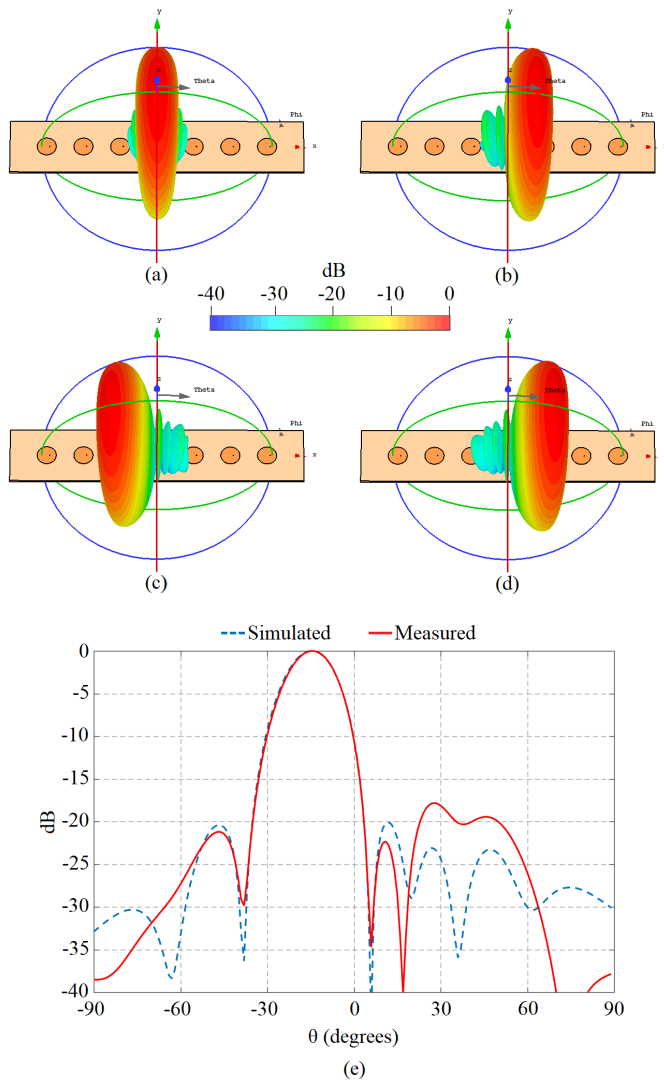 y
y
z
z
Theta
Theta
Phi
Phi
x
(a)
(b)
dB
-40 -30 -20 -10 0
y
y
z
z
Theta
Theta
Phi
Phi
x
(c)
(d)
Simulated Measured
0
-5
-10
-15
-20
-25
-30
-35
-40
dB
-90 -60 -30 0 30 60 90
θ (degrees)
(e)